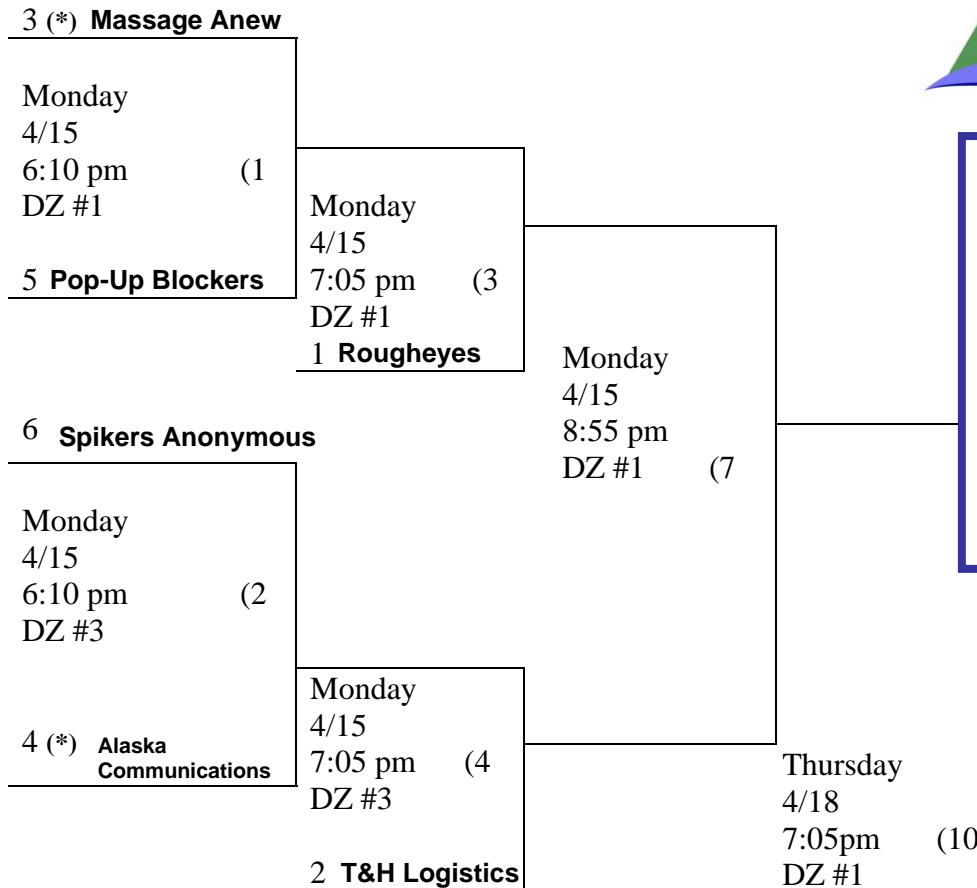 3 (*) Massage Anew
Monday
4/15
6:10 pm (1
DZ #1
5 Pop-Up Blockers
Monday
4/15
7:05 pm (3
DZ #1
1 Rougheyes
6 Spikers Anonymous
Monday
4/15
6:10 pm (2
DZ #3
4 (*) Alaska
Communications
Monday
4/15
7:05 pm (4
DZ #3
2 T&H Logistics
Monday
4/15
8:55 pm
DZ #1 (7
Thursday
4/18
7:05pm (10
DZ #1